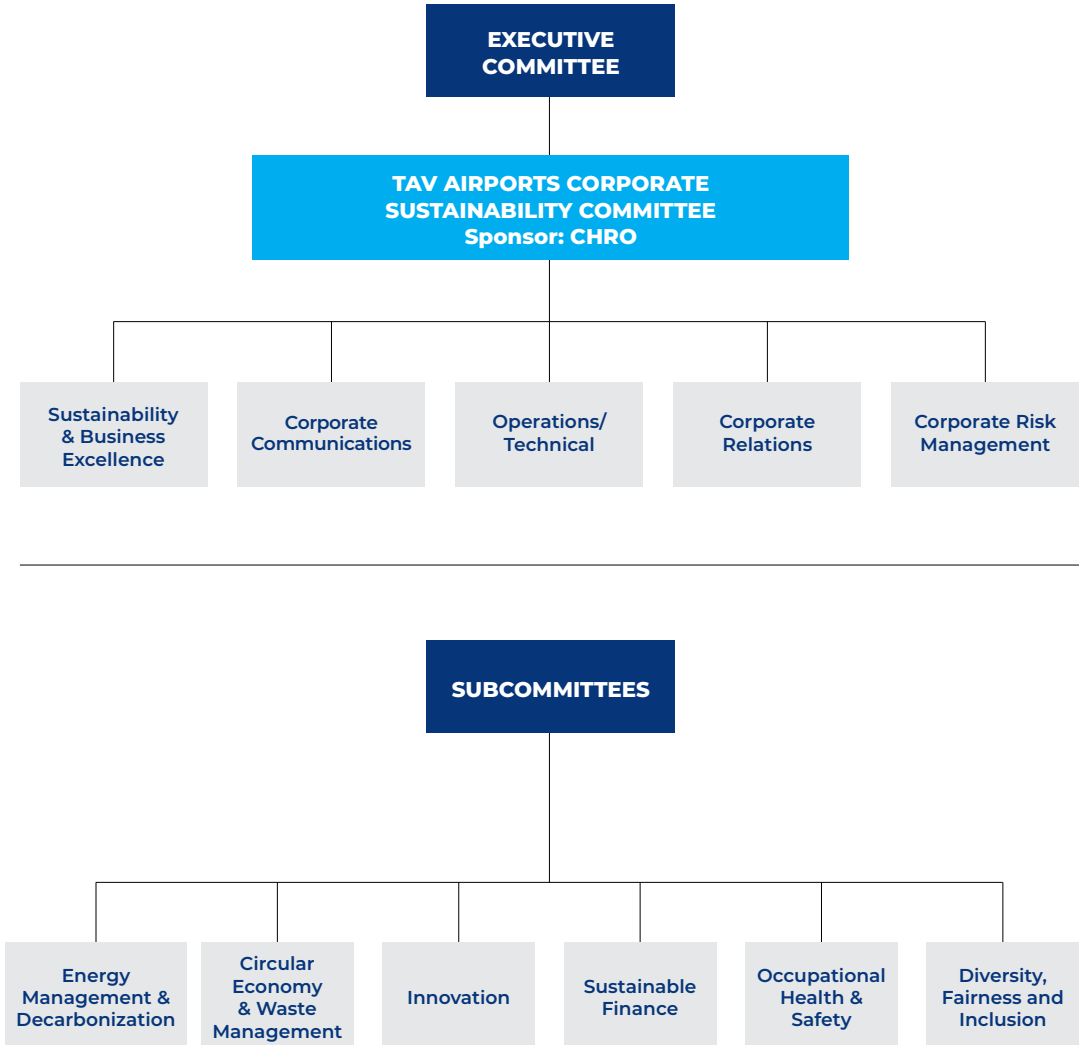 EXECUTIVE
COMMITTEE
TAV AIRPORTS CORPORATE
SUSTAINABILITY COMMITTEE
Sponsor: CHRO
Sustainability
& Business
Excellence
Corporate
Communications
Operations/
Technical
Corporate
Relations
Corporate Risk
Management
SUBCOMMITTEES
Energy
Management &
Decarbonization
Circular
Economy
& Waste
Management
Innovation
Sustainable
Finance
Occupational
Health &
Safety
Diversity,
Fairness and
Inclusion